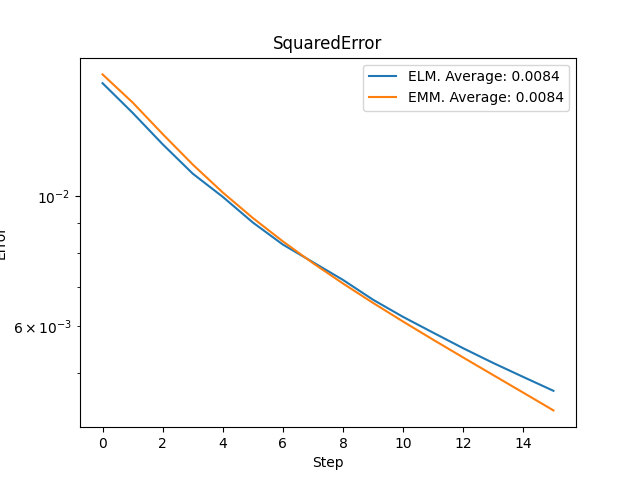 SquaredError
ELM. Average: 0.0084
EMM. Average: 0.0084
10⁻²
6 × 10⁻³
Error
0 2 4 6 8 10 12 14
Step